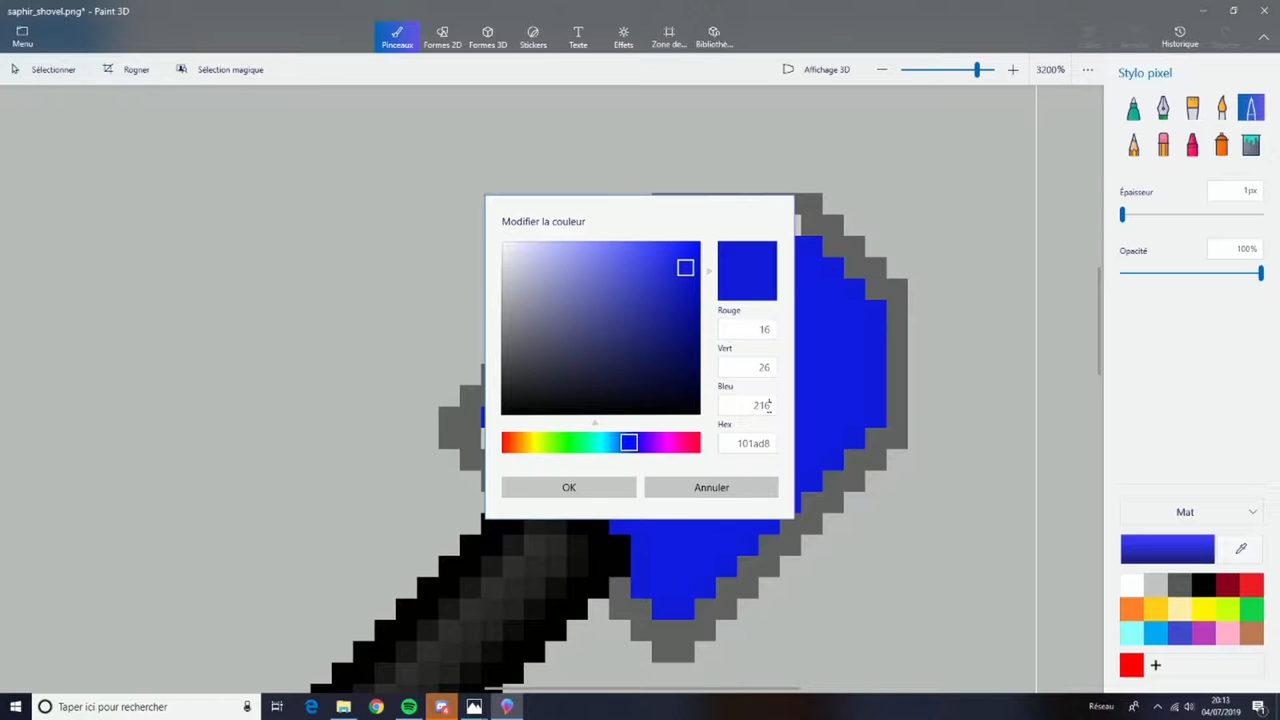 saphir_shovel.png* - Paint 3D
Menu
Pinceaux
Formes 2D
Formes 3D
Stickers
Texte
Effets
Zone de...
Bibliothè...
Historique
Sélectionner
Rogner
Sélection magique
Affichage 3D
3200%
Stylo pixel
Épaisseur
1px
Opacité
100%
Modifier la couleur
Rouge
16
Vert
26
Bleu
216
Hex
101ad8
OK
Annuler
Mat
Taper ici pour rechercher
Réseau
20:13
04/07/2019